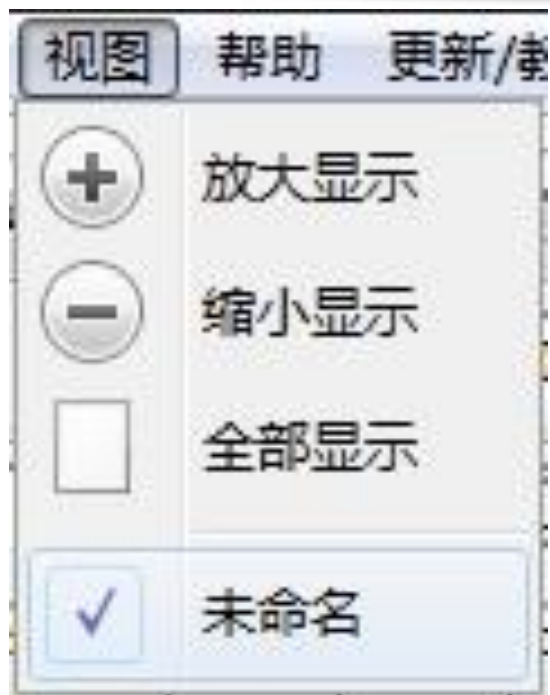 视图 帮助 更新/教
放大显示
缩小显示
全部显示
未命名